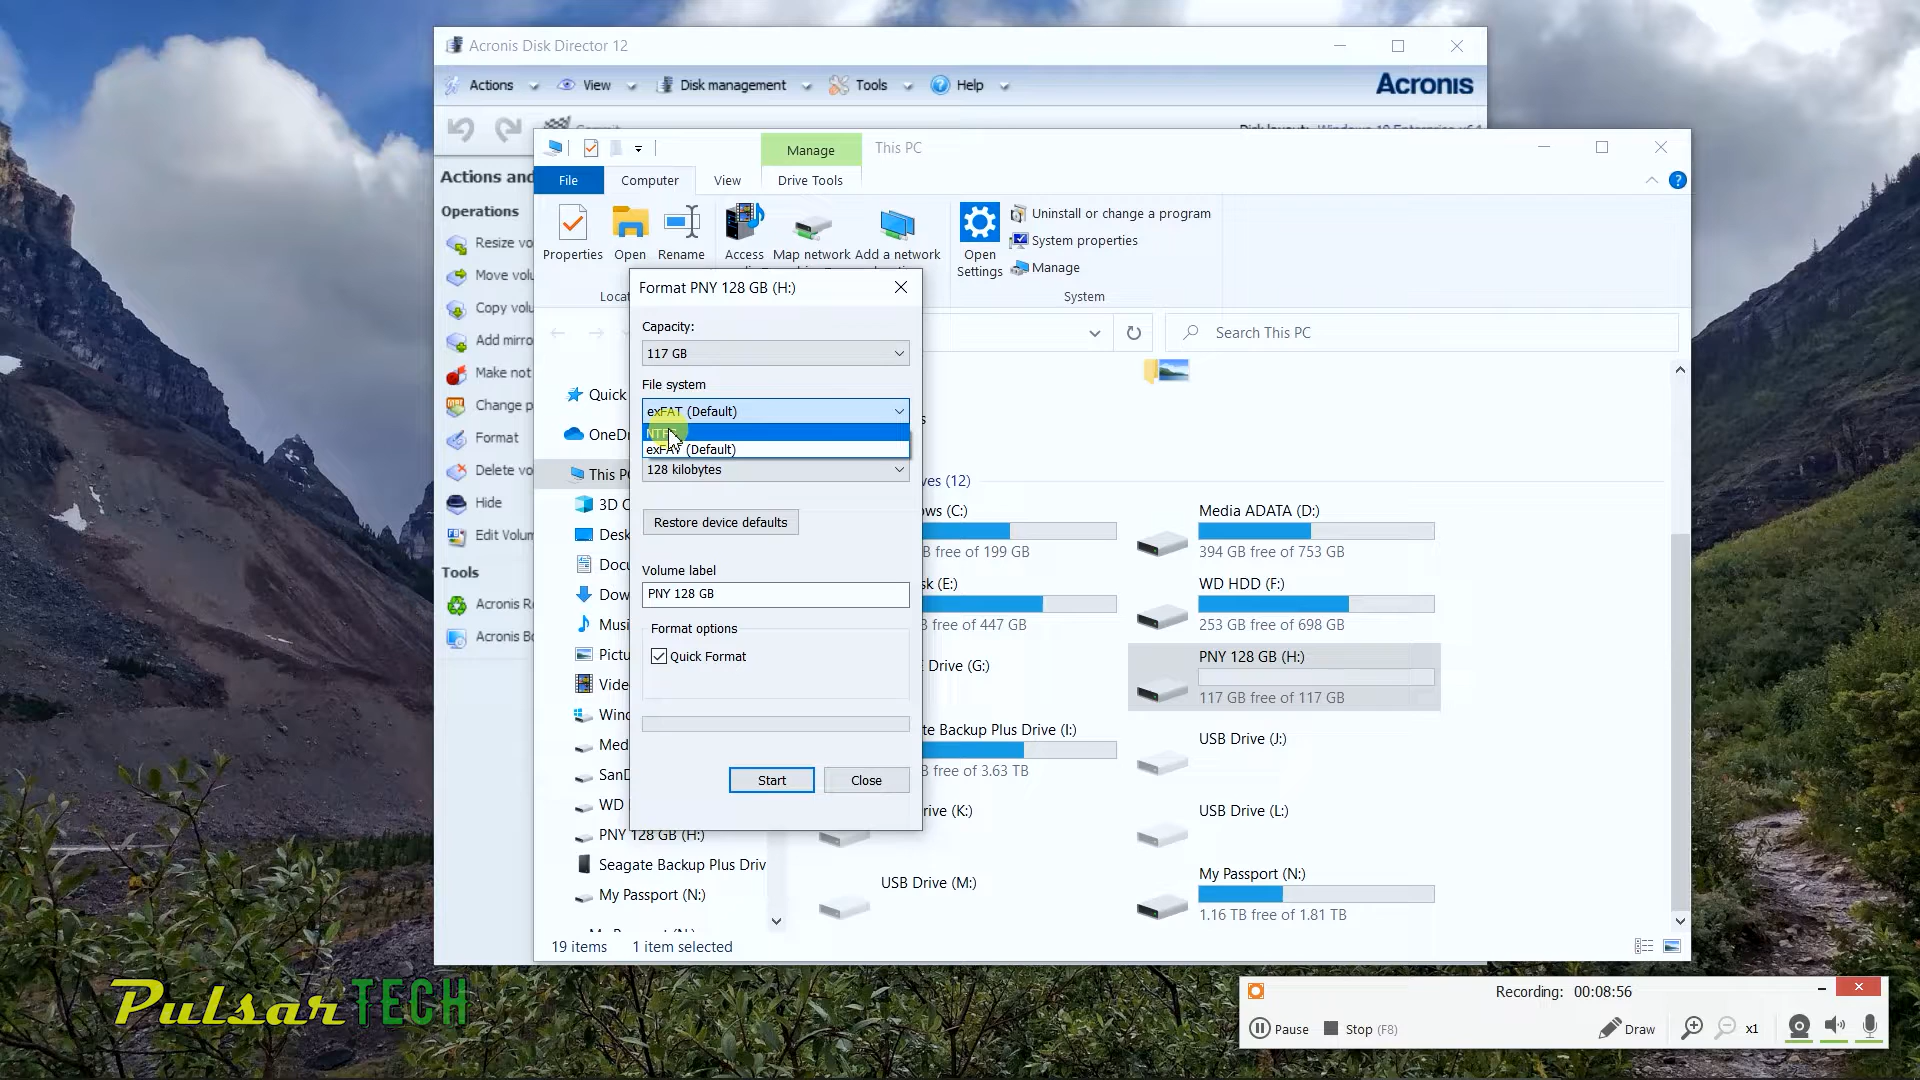 Acronis Disk Director 12
Actions View Disk management Tools Help Acronis
Manage This PC
File Computer View Drive Tools
Actions and
Operations
Resize vo
Move volu
Copy volu
Add mirro
Make not
Change p
Format
Delete vo
Hide
Edit Volum
Tools
Acronis Re
Acronis Bo
Properties Open Rename Access Map network Add a network
Open Settings
Uninstall or change a program
System properties
Manage
Locat
System
Search This PC
Format PNY 128 GB (H:)
Capacity:
117 GB
File system
exFAT (Default)
exFAT (Default)
128 kilobytes
Restore device defaults
Volume label
PNY 128 GB
Format options
Quick Format
Start Close
Quick
OneDr
This P
3D O
Desk
Docu
Dow
Musi
Pictu
Vide
Wind
Med
SanD
WD
PNY 128 GB (H:)
Seagate Backup Plus Driv
My Passport (N:)
ves (12)
ows (C:)
B free of 199 GB
Media ADATA (D:)
394 GB free of 753 GB
sk (E:)
B free of 447 GB
WD HDD (F:)
253 GB free of 698 GB
Drive (G:)
PNY 128 GB (H:)
117 GB free of 117 GB
te Backup Plus Drive (I:)
B free of 3.63 TB
USB Drive (J:)
rive (K:)
USB Drive (L:)
USB Drive (M:)
My Passport (N:)
1.16 TB free of 1.81 TB
19 items 1 item selected
PulsarTECH
Recording: 00:08:56
Pause Stop (F8) Draw x1